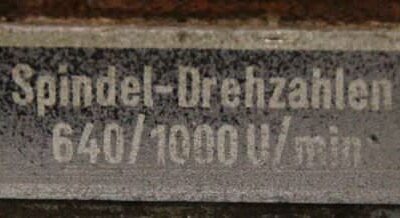 Spindel-Drehzahlen
640/1000 U/min